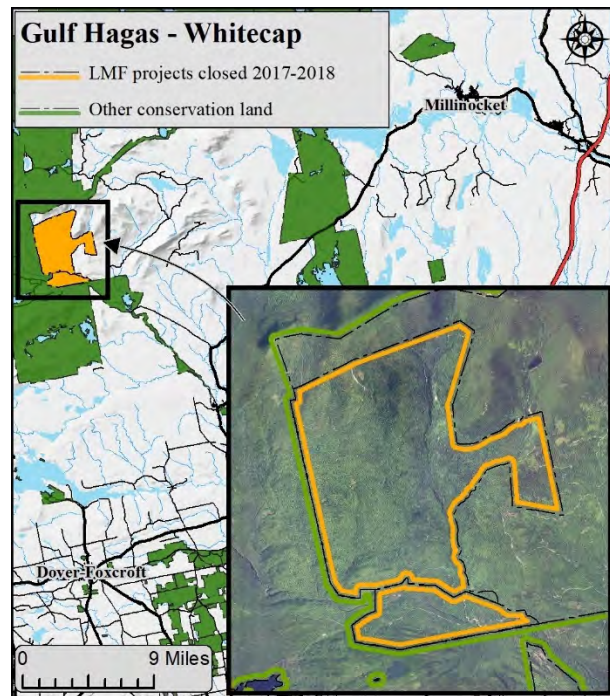 Gulf Hagas - Whitecap
LMF projects closed 2017-2018
Other conservation land
Millinocket
Dover-Foxcroft
0 9 Miles